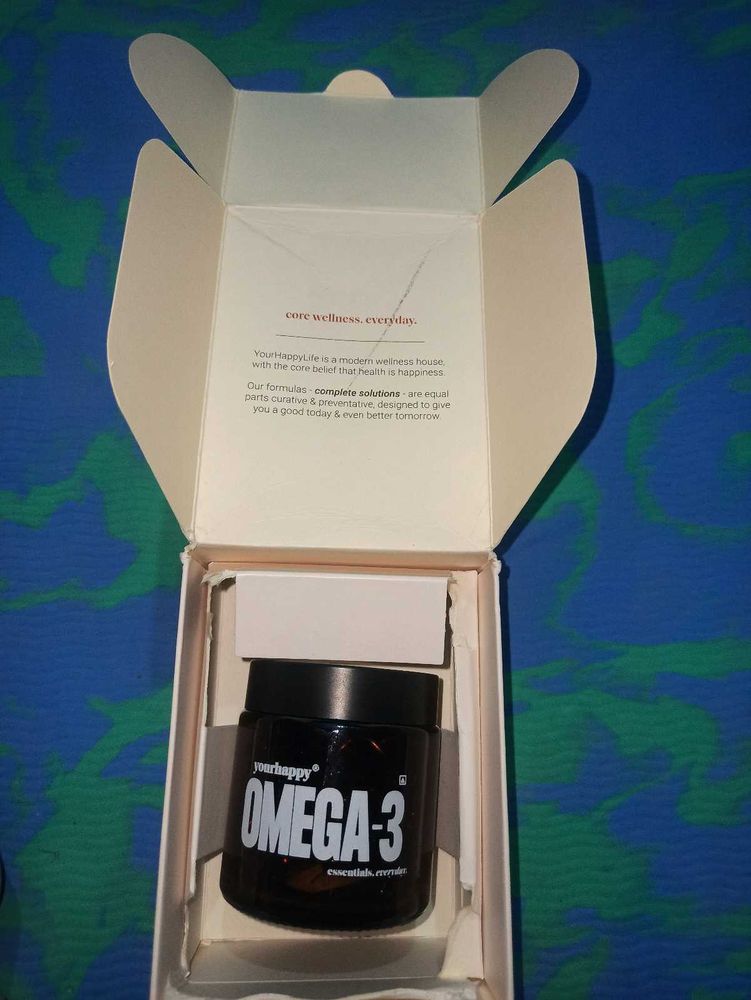 core wellness. everyday.
YourHappyLife is a modern wellness house,
with the core belief that health is happiness.
Our formulas - complete solutions - are equal
parts curative & preventative, designed to give
you a good today & even better tomorrow.
yourhappy®
OMEGA-3
essentials. everyday.